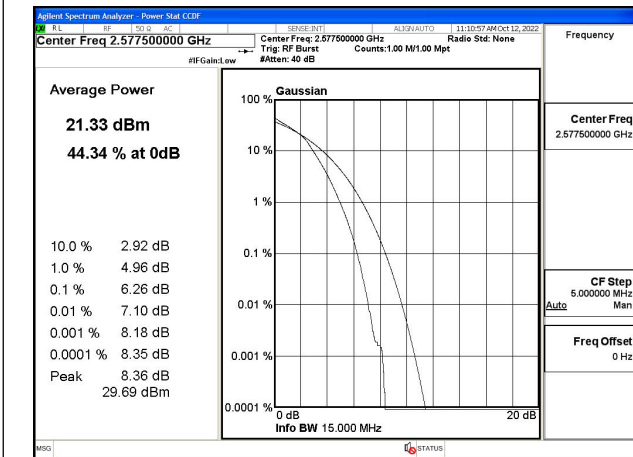 Agilent Spectrum Analyzer - Power Stat CCDF
RL RF 50 Ω AC SENSE:INT ALIGN AUTO 11:10:57 AM Oct 12, 2022
Center Freq 2.577500000 GHz
Center Freq: 2.577500000 GHz Radio Std: None
Trig: RF Burst Counts:1.00 M/1.00 Mpt
#IFGain:Low #Atten: 40 dB
Frequency
Average Power
21.33 dBm
44.34 % at 0dB
10.0 % 2.92 dB
1.0 % 4.96 dB
0.1 % 6.26 dB
0.01 % 7.10 dB
0.001 % 8.18 dB
0.0001 % 8.35 dB
Peak 8.36 dB
29.69 dBm
Gaussian
100 %
10 %
1 %
0.1 %
0.01 %
0.001 %
0.0001 %
0 dB 20 dB
Info BW 15.000 MHz
Center Freq
2.577500000 GHz
CF Step
5.000000 MHz
Auto Man
Freq Offset
0 Hz
MSG STATUS